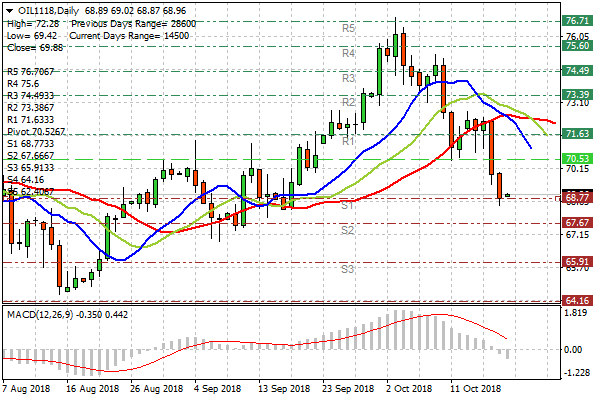 OIL1118,Daily 68.89 69.02 68.87 68.96
High= 72.28 Previous Days Range= 28600
Low= 69.42 Current Days Range= 14500
Close= 69.88
R5 76.7067
R4 75.6
R3 74.4933
R2 73.3867
R1 71.6333
Pivot 70.5267
S1 68.7733
S2 67.6667
S3 65.9133
S4 64.16
S5 62.4067
R5
R4
R3
R2
R1
S1
S2
S3
76.71
76.05
75.60
74.49
73.39
73.10
71.63
70.53
70.15
68.77
67.67
67.15
65.91
65.70
64.16
MACD(12,26,9) -0.350 0.442
1.819
0.00
-1.228
7 Aug 2018
16 Aug 2018
26 Aug 2018
4 Sep 2018
13 Sep 2018
23 Sep 2018
2 Oct 2018
11 Oct 2018